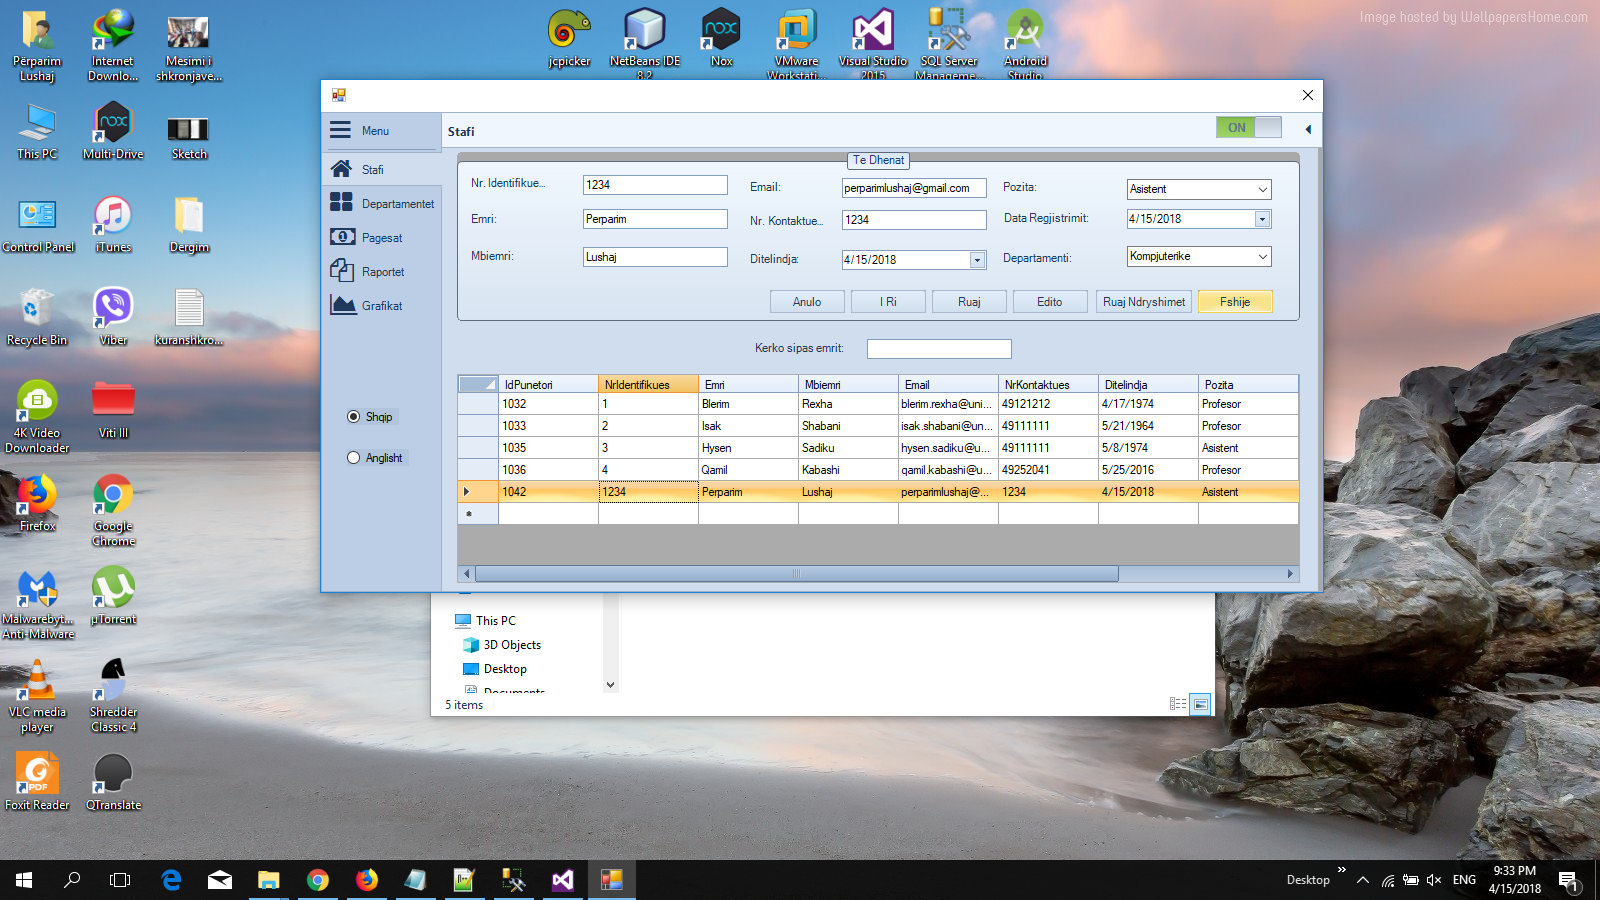 Image hosted by WallpapersHome.com
Përparim Lushaj
Internet Downlo...
Mesimi i shkronjave...
jcpicker
NetBeans IDE 8.2
Nox
VMware Workstati...
Visual Studio 2015
SQL Server Manageme...
Android Studio
This PC
Multi-Drive
Sketch
Control Panel
iTunes
Dergim
Recycle Bin
Viber
kuranshkro...
4K Video Downloader
Viti III
Firefox
Google Chrome
Malwareby t... Anti-Malware
µTorrent
VLC media player
Shredder Classic 4
Foxit Reader
QTranslate
Menu
Stafi
ON
Stafi
Departamentet
Pagesat
Raportet
Grafikat
Shqip
Anglisht
Te Dhenat
Nr. Identifikue... 1234
Email: perparimlushaj@gmail.com
Pozita: Asistent
Emri: Perparim
Nr. Kontaktue... 1234
Data Regjistrimit: 4/15/2018
Mbiemri: Lushaj
Ditelindja: 4/15/2018
Departamenti: Kompjuterike
Anulo I Ri Ruaj Edito Ruaj Ndryshimet Fshije
Kerko sipas emrit:
IdPunetori NrIdentifikues Emri Mbiemri Email NrKontaktues Ditelindja Pozita
1032 1 Blerim Rexha blerim.rexha@uni... 49121212 4/17/1974 Profesor
1033 2 Isak Shabani isak.shabani@un... 49111111 5/21/1964 Profesor
1035 3 Hysen Sadiku hysen.sadiku@u... 49111111 5/8/1974 Asistent
1036 4 Qamil Kabashi qamil.kabashi@u... 49252041 5/25/2016 Profesor
1042 1234 Perparim Lushaj perparimlushaj@... 1234 4/15/2018 Asistent
This PC
3D Objects
Desktop
Documents
5 items
Desktop
ENG
9:33 PM
4/15/2018
1